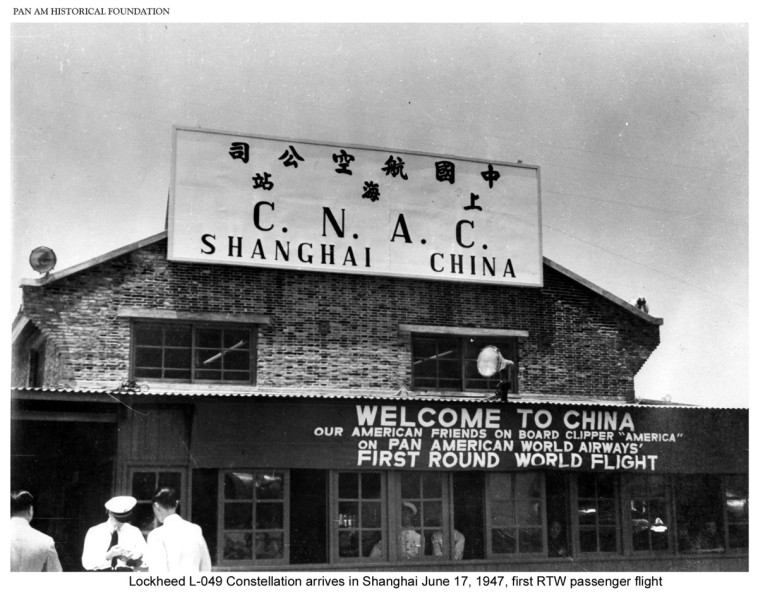 PAN AM HISTORICAL FOUNDATION
中國航空公司
上海站
C. N. A. C.
SHANGHAI CHINA
WELCOME TO CHINA
OUR AMERICAN FRIENDS ON BOARD CLIPPER "AMERICA"
ON PAN AMERICAN WORLD AIRWAYS'
FIRST ROUND WORLD FLIGHT
Lockheed L-049 Constellation arrives in Shanghai June 17, 1947, first RTW passenger flight